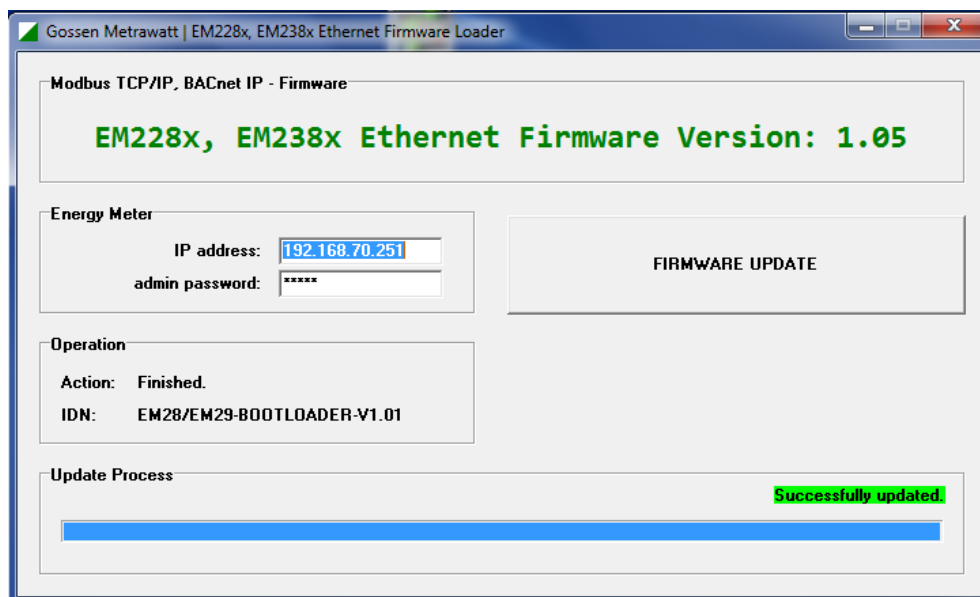 Gossen Metrawatt | EM228x, EM238x Ethernet Firmware Loader
Modbus TCP/IP, BACnet IP - Firmware
EM228x, EM238x Ethernet Firmware Version: 1.05
Energy Meter
IP address: 192.168.70.251
admin password: *****
FIRMWARE UPDATE
Operation
Action: Finished.
IDN: EM28/EM29-BOOTLOADER-V1.01
Update Process
Successfully updated.